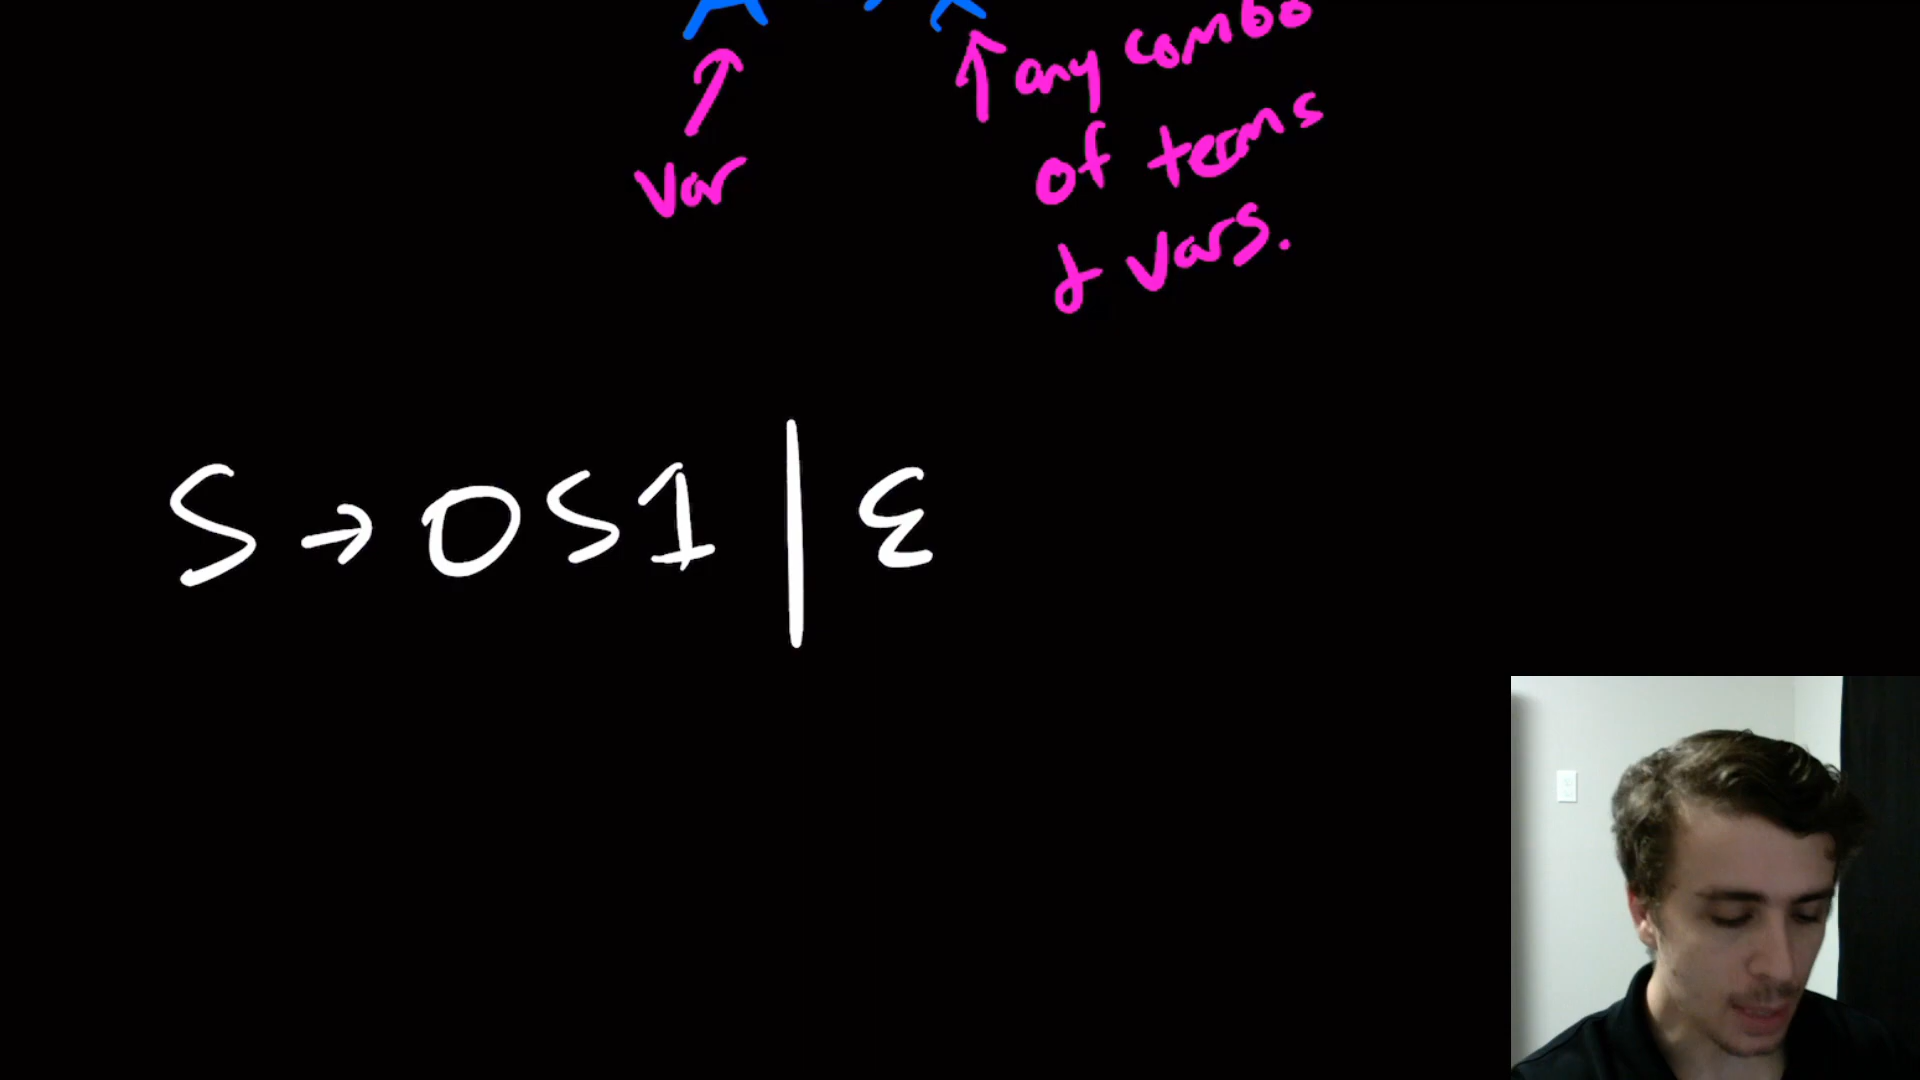 any combo
var of terms
& vars.
S → 0S1 | ε